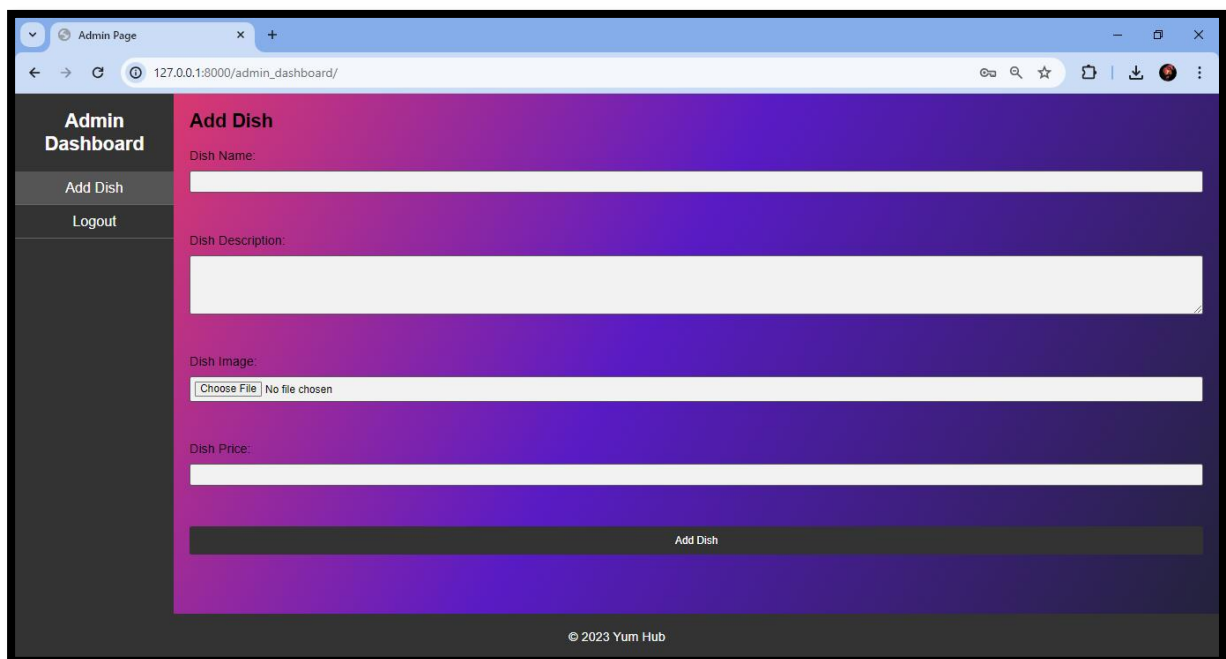 Admin Page
127.0.0.1:8000/admin_dashboard/
Admin
Dashboard
Add Dish
Logout
Add Dish
Dish Name:
Dish Description:
Dish Image:
Choose File No file chosen
Dish Price:
Add Dish
© 2023 Yum Hub